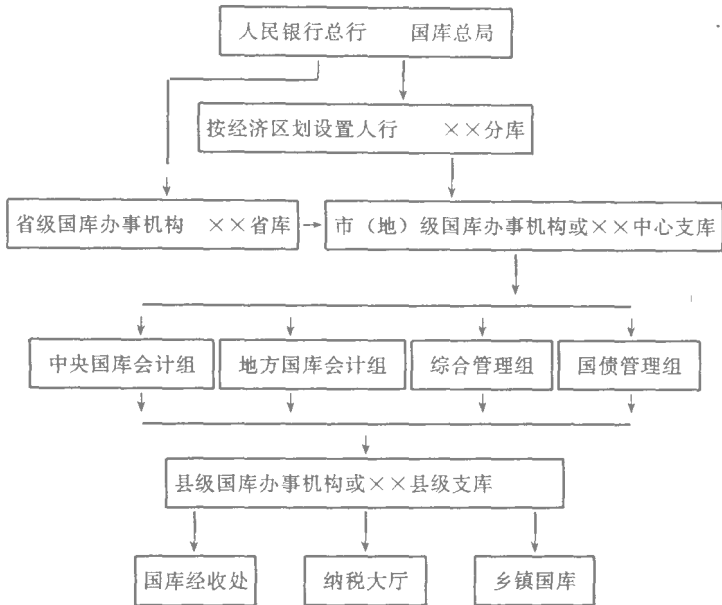 人民银行总行 国库总局
按经济区划设置人行 ××分库
省级国库办事机构 ××省库
市（地）级国库办事机构或××中心支库
中央国库会计组
地方国库会计组
综合管理组
国债管理组
县级国库办事机构或××县级支库
国库经收处
纳税大厅
乡镇国库